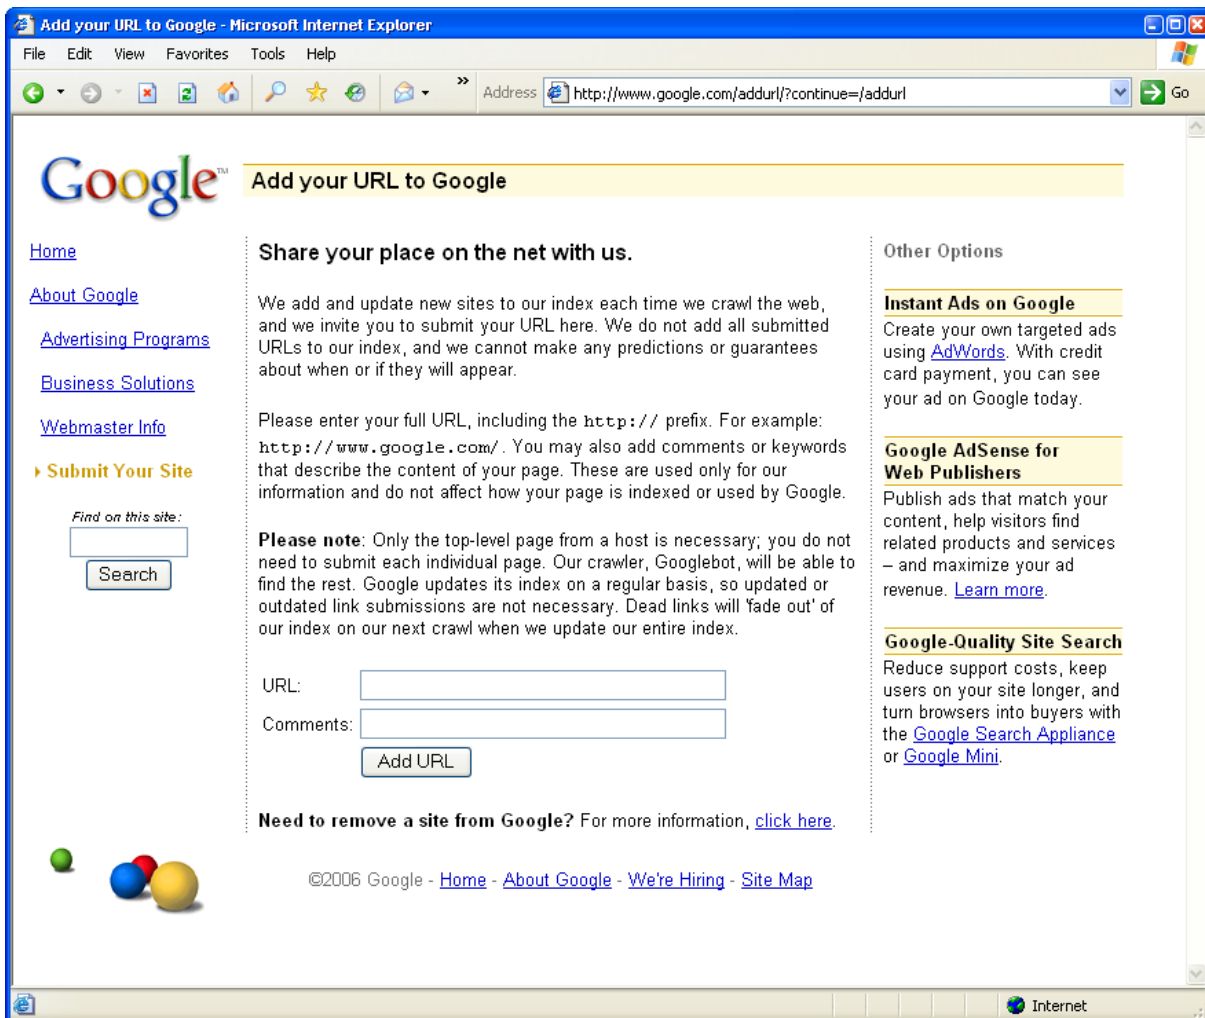 Add your URL to Google - Microsoft Internet Explorer
File Edit View Favorites Tools Help
» Address http://www.google.com/addurl/?continue=/addurl Go
Google™
Add your URL to Google
Home
About Google
Advertising Programs
Business Solutions
Webmaster Info
Submit Your Site
Find on this site:
Search
Share your place on the net with us.
We add and update new sites to our index each time we crawl the web,
and we invite you to submit your URL here. We do not add all submitted
URLs to our index, and we cannot make any predictions or guarantees
about when or if they will appear.
Please enter your full URL, including the http:// prefix. For example:
http://www.google.com/. You may also add comments or keywords
that describe the content of your page. These are used only for our
information and do not affect how your page is indexed or used by Google.
Please note: Only the top-level page from a host is necessary; you do not
need to submit each individual page. Our crawler, Googlebot, will be able to
find the rest. Google updates its index on a regular basis, so updated or
outdated link submissions are not necessary. Dead links will 'fade out' of
our index on our next crawl when we update our entire index.
URL:
Comments:
Add URL
Need to remove a site from Google? For more information, click here.
Other Options
Instant Ads on Google
Create your own targeted ads
using AdWords. With credit
card payment, you can see
your ad on Google today.
Google AdSense for
Web Publishers
Publish ads that match your
content, help visitors find
related products and services
– and maximize your ad
revenue. Learn more.
Google-Quality Site Search
Reduce support costs, keep
users on your site longer, and
turn browsers into buyers with
the Google Search Appliance
or Google Mini.
©2006 Google - Home - About Google - We're Hiring - Site Map
Internet